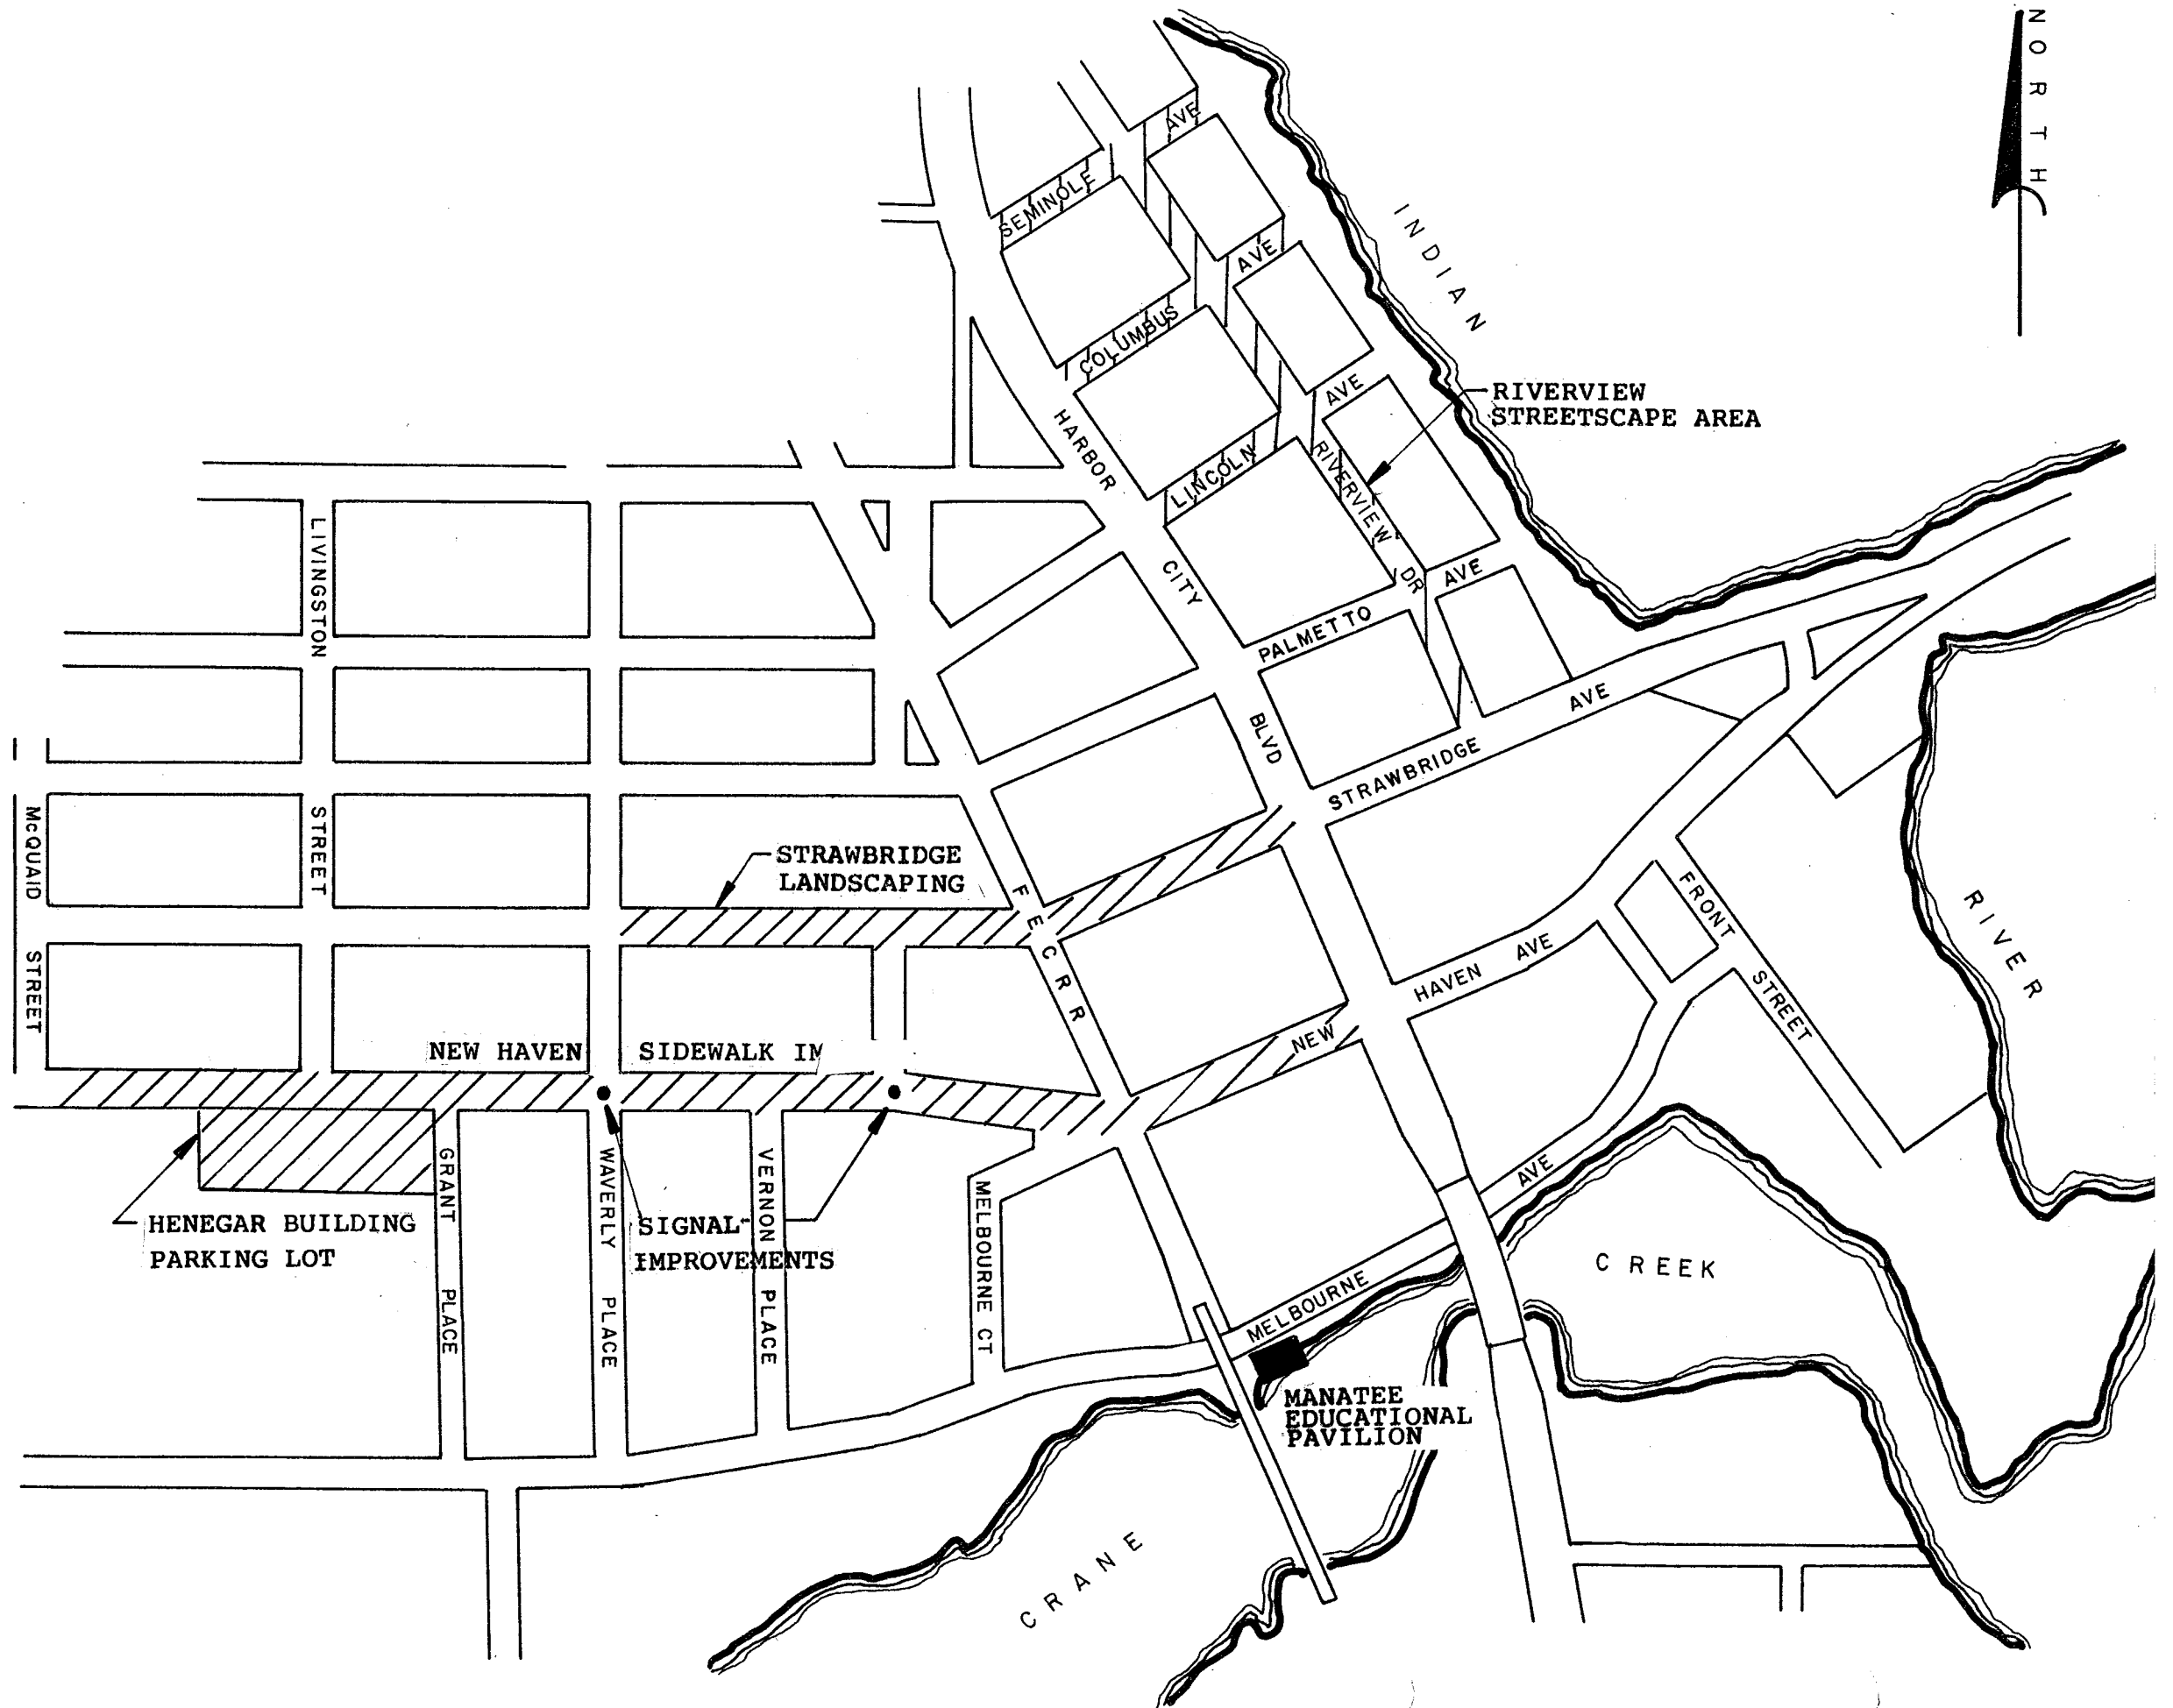 NORTH
AVE
SEMINOLE
INDIAN
AVE
COLUMBUS
RIVERVIEW
STREETSCAPE AREA
AVE
HARBOR
LINCOLN
RIVERVIEW DR
LIVINGSTON
CITY
AVE
PALMETTO
AVE
BLVD
STRAWBRIDGE
McQUAID
STREET
STRAWBRIDGE
LANDSCAPING
FRONT
F E C R R
RIVER
HAVEN AVE
STREET
STREET
NEW
NEW HAVEN SIDEWALK IM
GRANT
WAVERLY
VERNON
MELBOURNE CT
AVE
HENEGAR BUILDING
PARKING LOT
SIGNAL
IMPROVEMENTS
CREEK
PLACE
PLACE
PLACE
MELBOURNE
MANATEE
EDUCATIONAL
PAVILION
CRANE